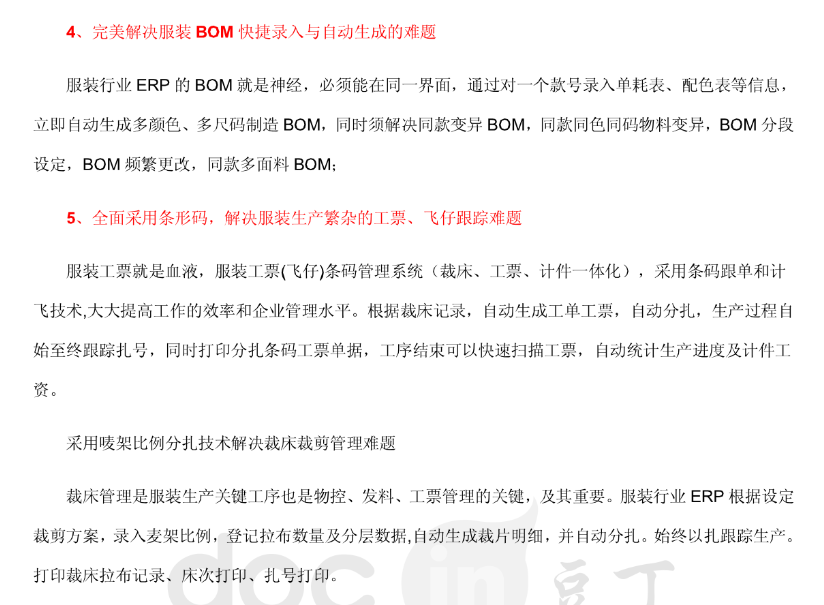 4、完美解决服装 BOM 快捷录入与自动生成的难题
服装行业 ERP 的 BOM 就是神经，必须能在同一界面，通过对一个款号录入单耗表、配色表等信息，
立即自动生成多颜色、多尺码制造 BOM，同时须解决同款变异 BOM，同款同色同码物料变异，BOM 分段
设定，BOM 频繁更改，同款多面料 BOM；
5、全面采用条形码，解决服装生产繁杂的工票、飞仔跟踪难题
服装工票就是血液，服装工票(飞仔)条码管理系统（裁床、工票、计件一体化），采用条码跟单和计
飞技术,大大提高工作的效率和企业管理水平。根据裁床记录，自动生成工单工票，自动分扎，生产过程自
始至终跟踪扎号，同时打印分扎条码工票单据，工序结束可以快速扫描工票，自动统计生产进度及计件工
资。
采用唛架比例分扎技术解决裁床裁剪管理难题
裁床管理是服装生产关键工序也是物控、发料、工票管理的关键，及其重要。服装行业 ERP 根据设定
裁剪方案，录入麦架比例，登记拉布数量及分层数据,自动生成裁片明细，并自动分扎。始终以扎跟踪生产。
打印裁床拉布记录、床次打印、扎号打印。
doc in 豆丁